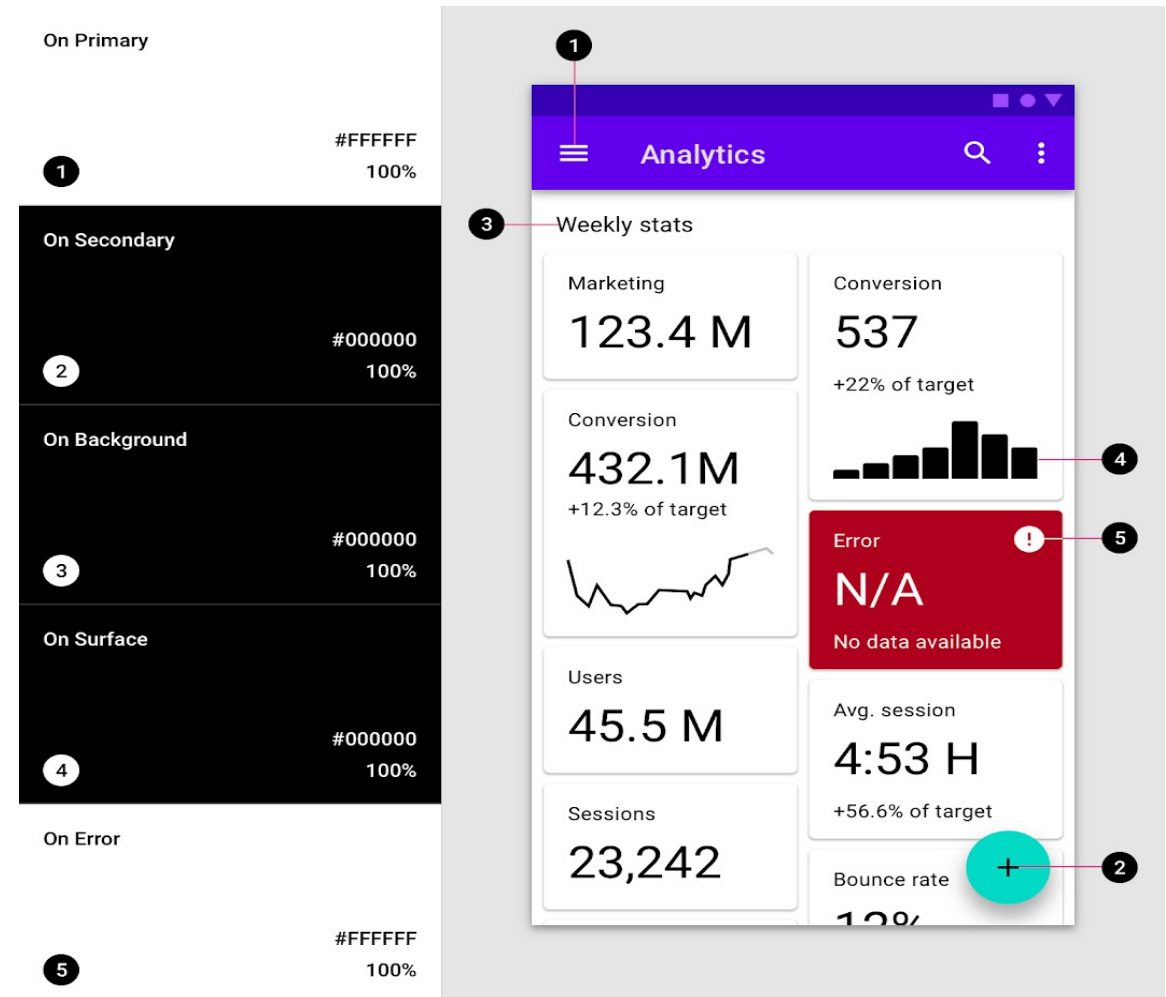 On Primary
#FFFFFF
1
100%
On Secondary
#000000
2
100%
On Background
#000000
3
100%
On Surface
#000000
4
100%
On Error
#FFFFFF
5
100%
1
Analytics
3
Weekly stats
Marketing
123.4 M
Conversion
432.1M
+12.3% of target
Users
45.5 M
Sessions
23,242
Conversion
537
+22% of target
4
Error
!
5
N/A
No data available
Avg. session
4:53 H
+56.6% of target
+
2
Bounce rate
12%